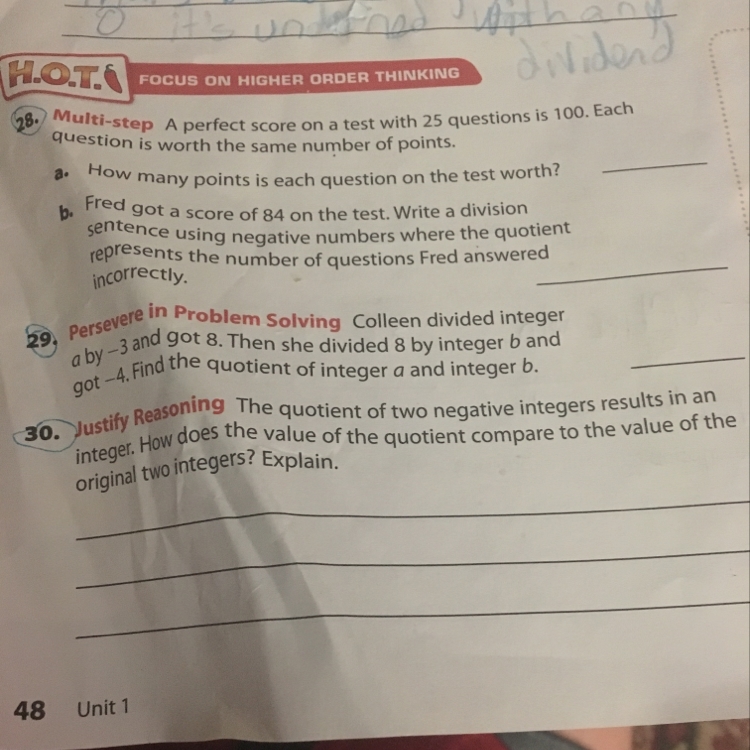 0 it's undefined with any
dividend
H.O.T. FOCUS ON HIGHER ORDER THINKING
28. Multi-step A perfect score on a test with 25 questions is 100. Each
question is worth the same number of points.
a. How many points is each question on the test worth?
b. Fred got a score of 84 on the test. Write a division
sentence using negative numbers where the quotient
represents the number of questions Fred answered
incorrectly.
29. Persevere in Problem Solving Colleen divided integer
a by −3 and got 8. Then she divided 8 by integer b and
got −4. Find the quotient of integer a and integer b.
30. Justify Reasoning The quotient of two negative integers results in an
integer. How does the value of the quotient compare to the value of the
original two integers? Explain.
48 Unit 1